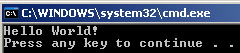 C:\WINDOWS\system32\cmd.exe
Hello World!
Press any key to continue . . .